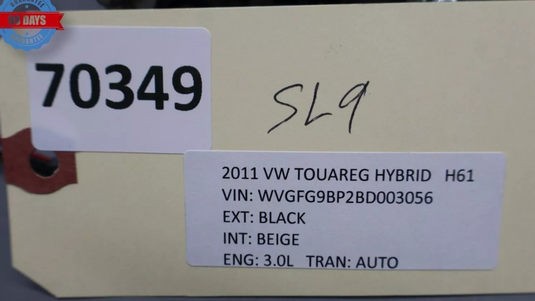 DAYS
70349
SL9
2011 VW TOUAREG HYBRID H61
VIN: WVGFG9BP2BD003056
EXT: BLACK
INT: BEIGE
ENG: 3.0L TRAN: AUTO